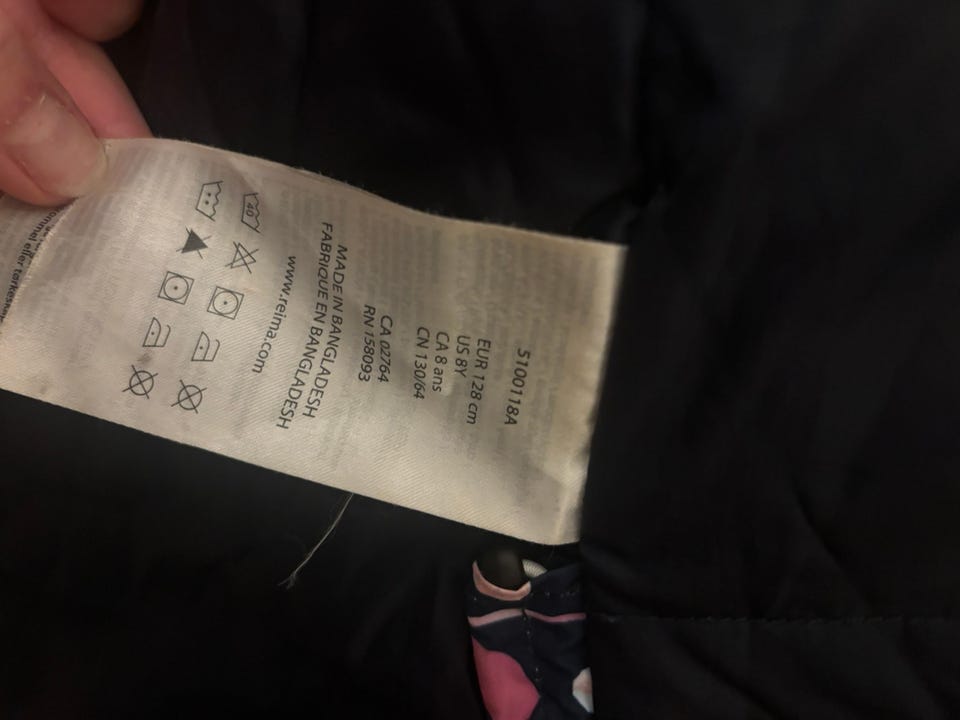 5100118A
EUR 128 cm
US 8Y
CA 8 ans
CN 130/64
CA 02764
RN 158093
MADE IN BANGLADESH
FABRIQUE EN BANGLADESH
www.reima.com
40